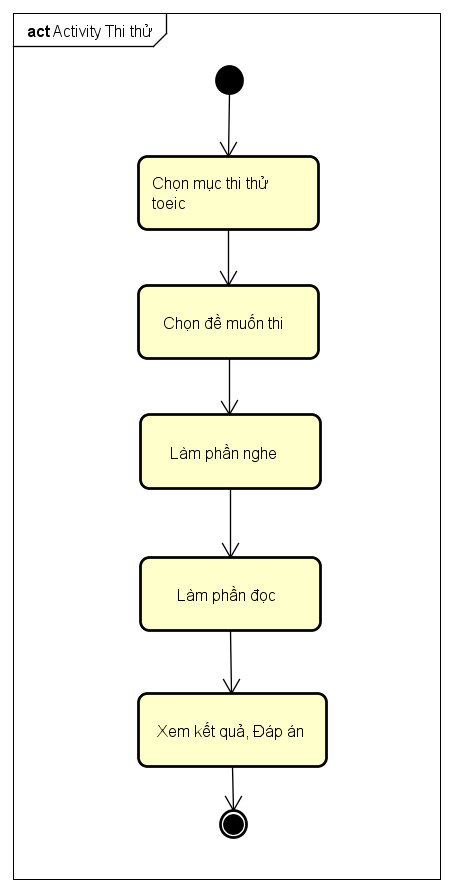 act Activity Thi thử
Chọn mục thi thử
toeic
Chọn đề muốn thi
Làm phần nghe
Làm phần đọc
Xem kết quả, Đáp án